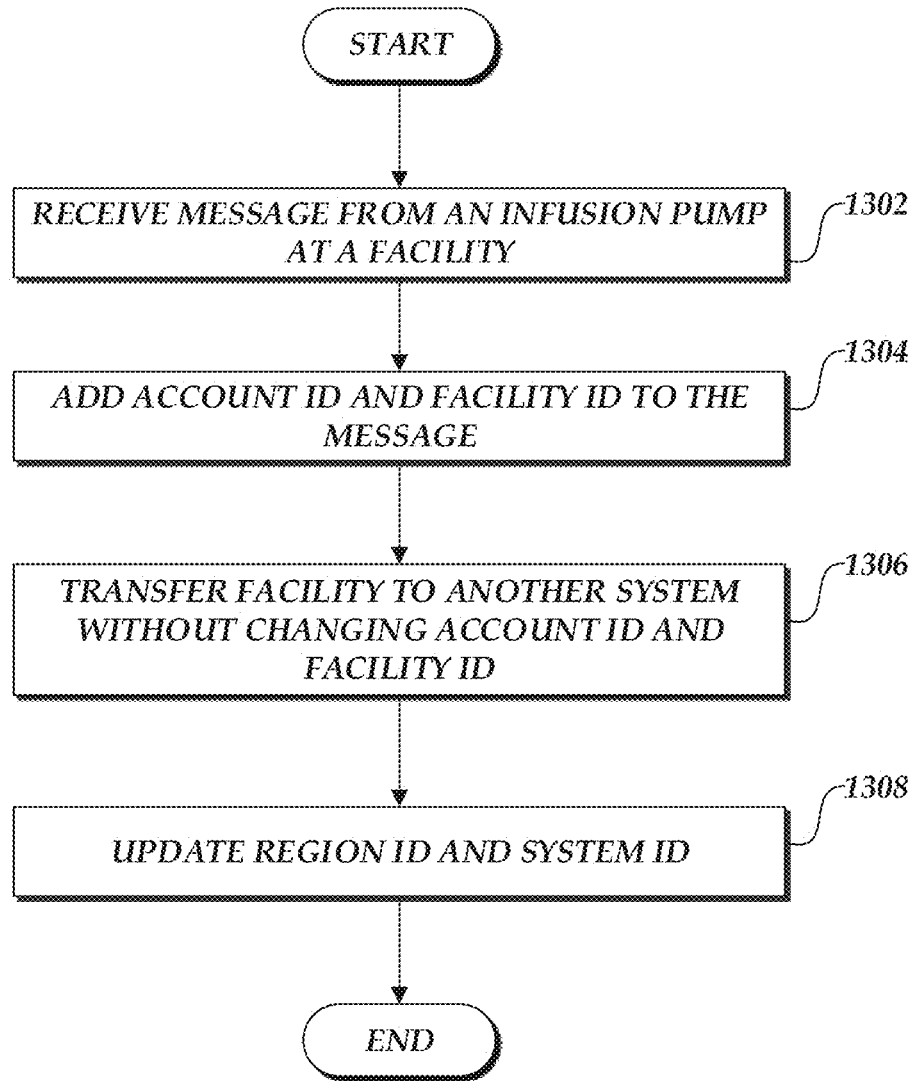 START
RECEIVE MESSAGE FROM AN INFUSION PUMP
AT A FACILITY
1302
ADD ACCOUNT ID AND FACILITY ID TO THE
MESSAGE
1304
TRANSFER FACILITY TO ANOTHER SYSTEM
WITHOUT CHANGING ACCOUNT ID AND
FACILITY ID
1306
UPDATE REGION ID AND SYSTEM ID
1308
END